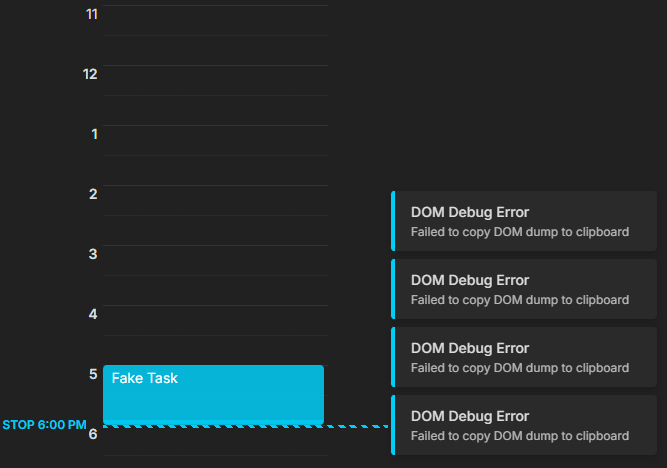 11
12
1
2
3
4
5
Fake Task
STOP 6:00 PM
6
DOM Debug Error
Failed to copy DOM dump to clipboard
DOM Debug Error
Failed to copy DOM dump to clipboard
DOM Debug Error
Failed to copy DOM dump to clipboard
DOM Debug Error
Failed to copy DOM dump to clipboard